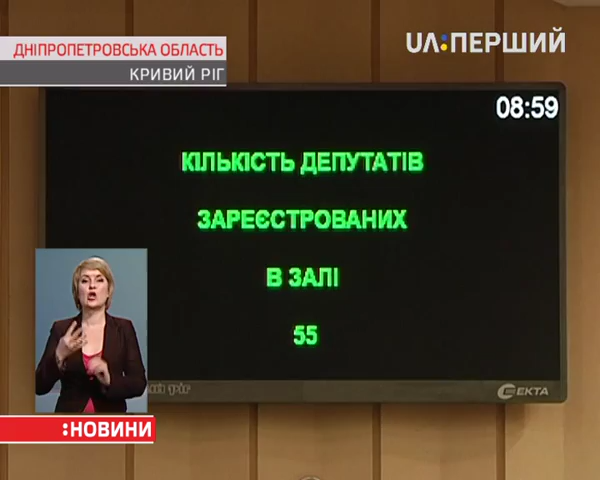 ДНІПРОПЕТРОВСЬКА ОБЛАСТЬ
КРИВИЙ РІГ
UA:ПЕРШИЙ
08:59
КІЛЬКІСТЬ ДЕПУТАТІВ
ЗАРЕЄСТРОВАНИХ
В ЗАЛІ
55
ЕКТА
:НОВИНИ